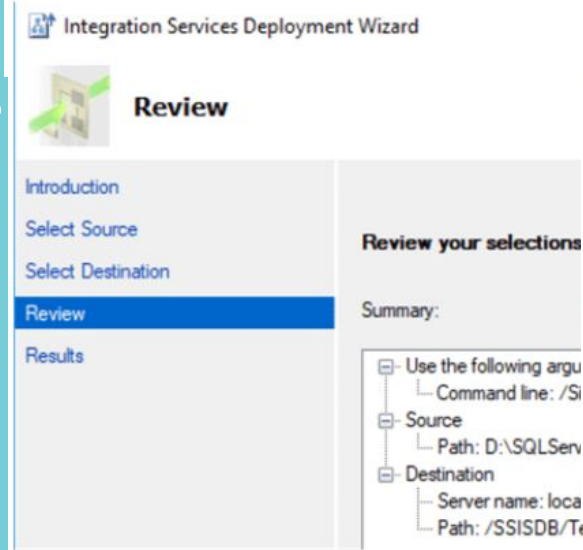 Integration Services Deployment Wizard
Review
Introduction
Select Source
Select Destination
Review
Results
Review your selections
Summary:
Use the following argu
Command line: /Si
Source
Path: D:\SQLServ
Destination
Server name: loca
Path: /SSISDB/Te